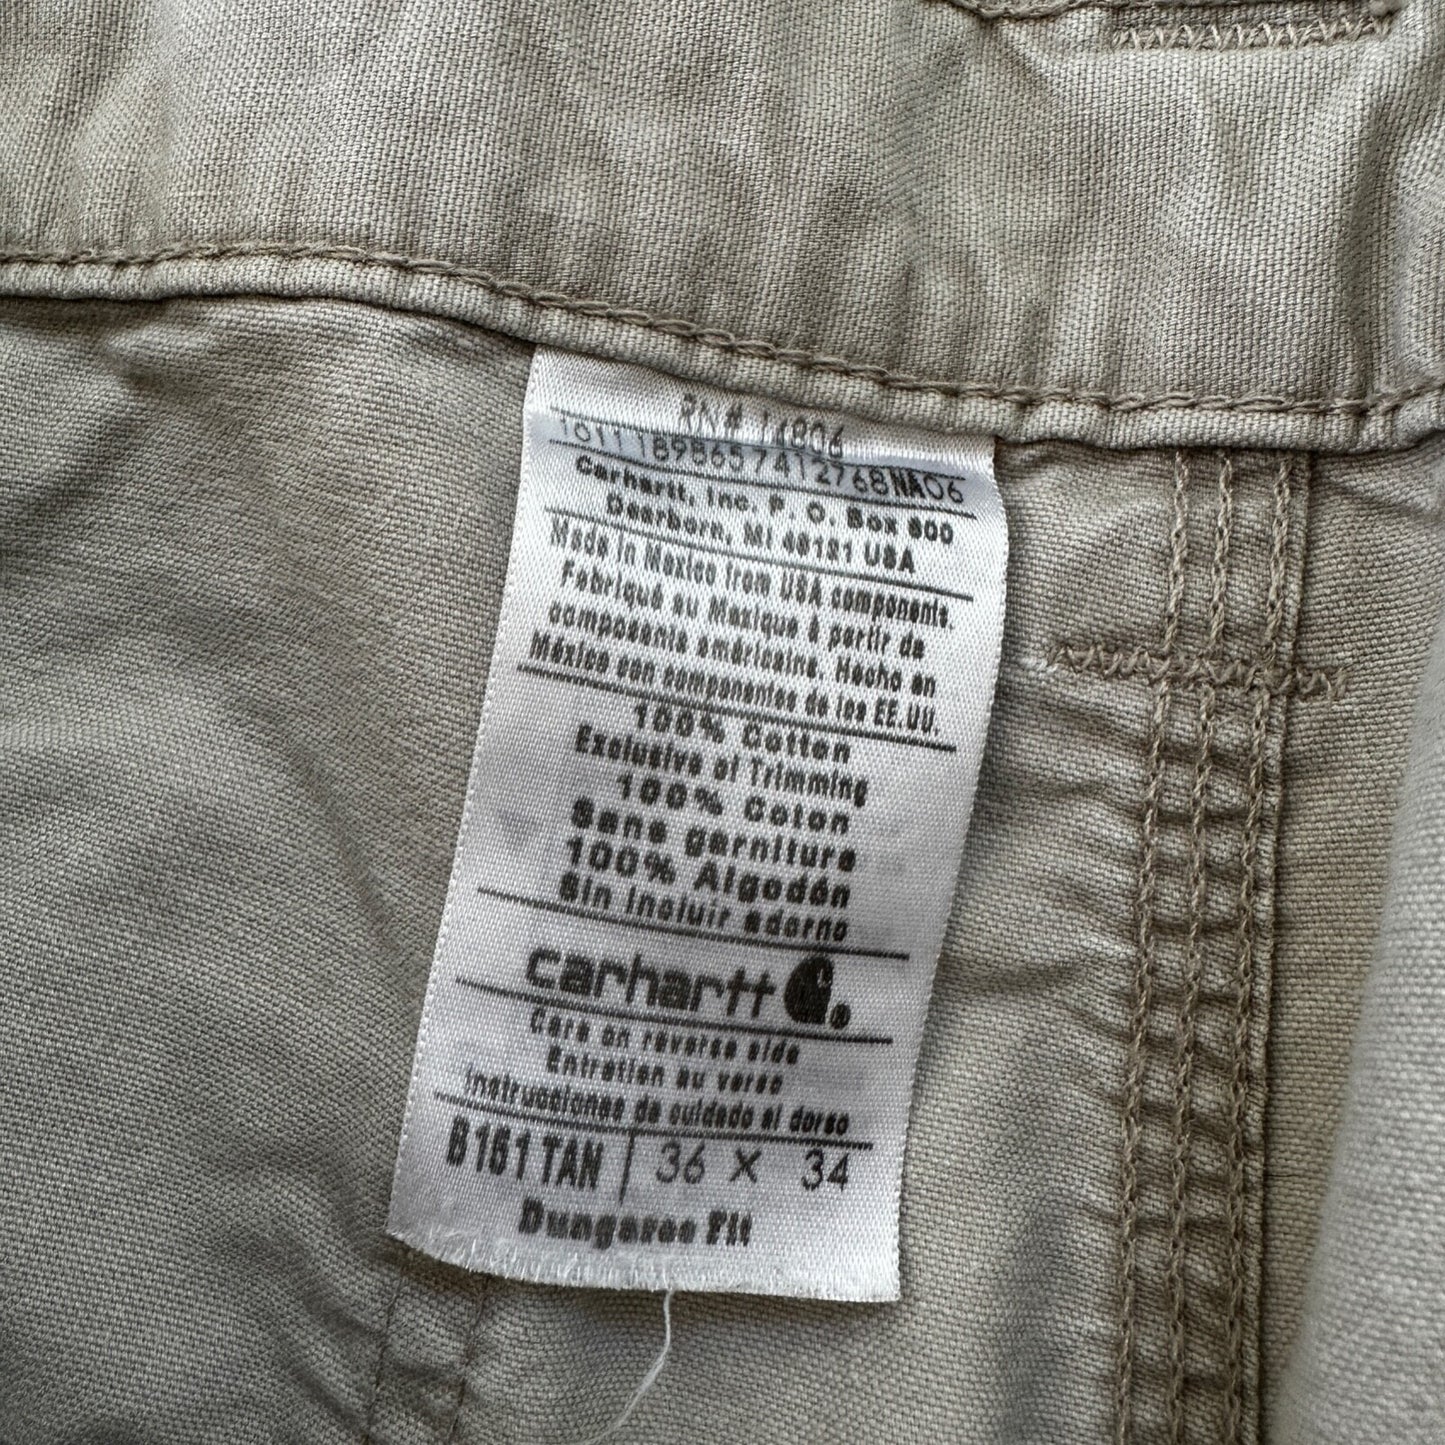 RN# 14806
10111898657412768NA06
Carhartt, Inc. P. O. Box 600
Dearborn, MI 48121 USA
Made in Mexico from USA components.
Fabriqué au Mexique à partir de
composants américains. Hecho en
México con componentes de los EE.UU.
100% Cotton
Exclusive of Trimming
100% Coton
Sans garniture
100% Algodón
Sin incluir adorno
carhartt
Care on reverse side
Entretien au verso
Instrucciones de cuidado al dorso
B151 TAN | 36 X 34
Dungaree Fit